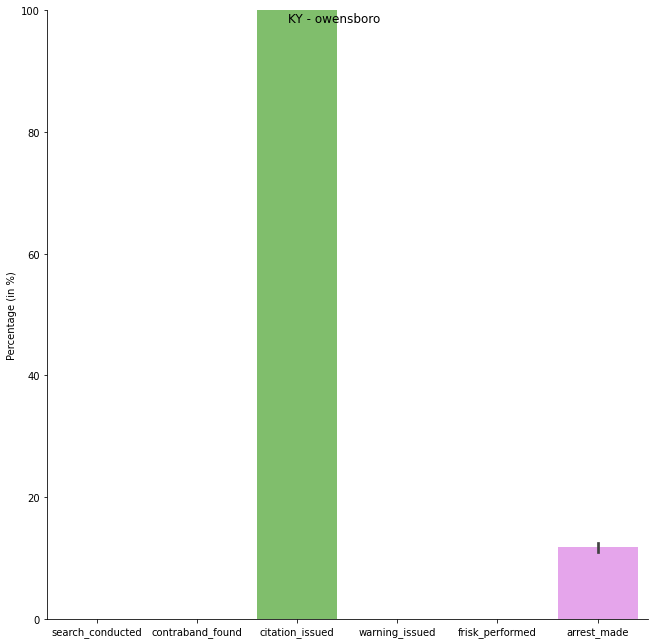 KY - owensboro
100
80
60
40
20
0
Percentage (in %)
search_conducted contraband_found citation_issued warning_issued frisk_performed arrest_made